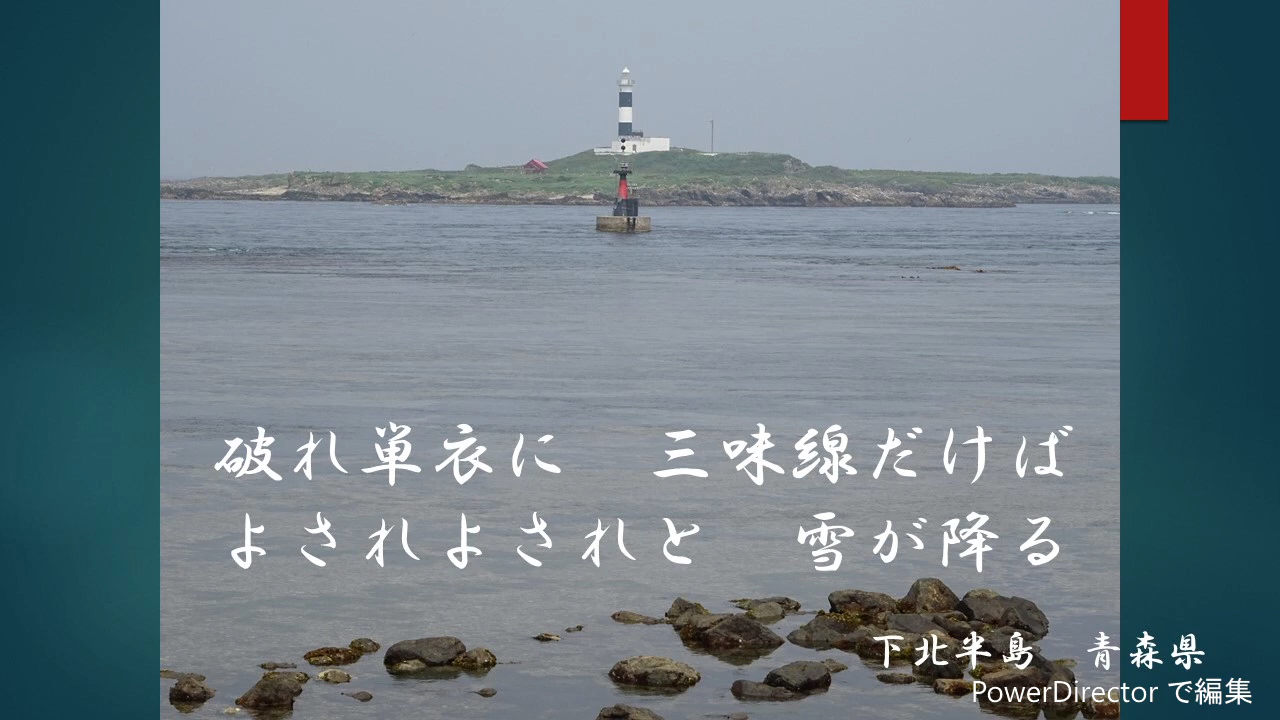 破れ単衣に　三味線だけば
よされよされと　雪が降る
下北半島　青森県
PowerDirector で編集